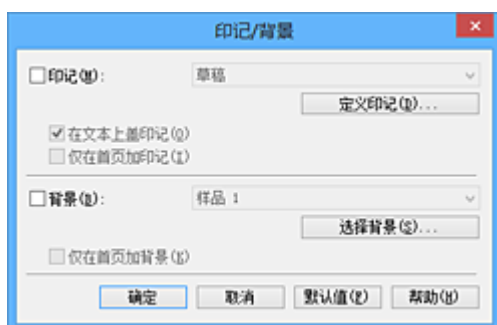 印记/背景
印记(M): 草稿
定义印记(D)...
在文本上盖印记(O)
仅在首页加印记(I)
背景(B): 样品 1
选择背景(S)...
仅在首页加背景(K)
确定 取消 默认值(F) 帮助(H)